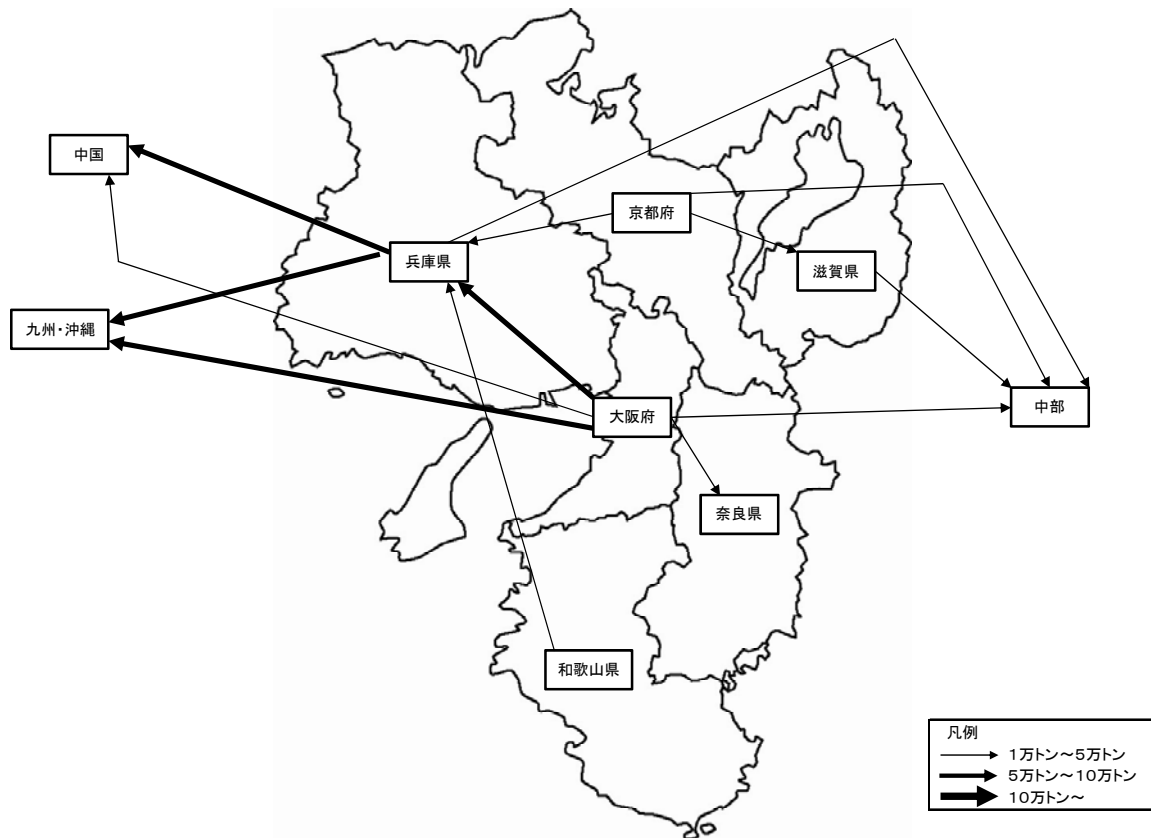 中国
京都府
兵庫県
滋賀県
九州・沖縄
大阪府
中部
奈良県
和歌山県
凡例
1万トン～5万トン
5万トン～10万トン
10万トン～